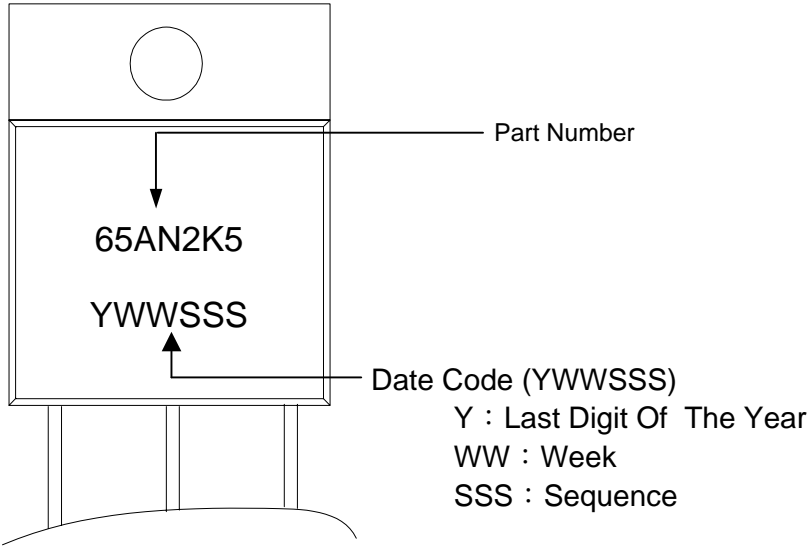 Part Number
65AN2K5
YWWSSS
Date Code (YWWSSS)
Y：Last Digit Of The Year
WW：Week
SSS：Sequence